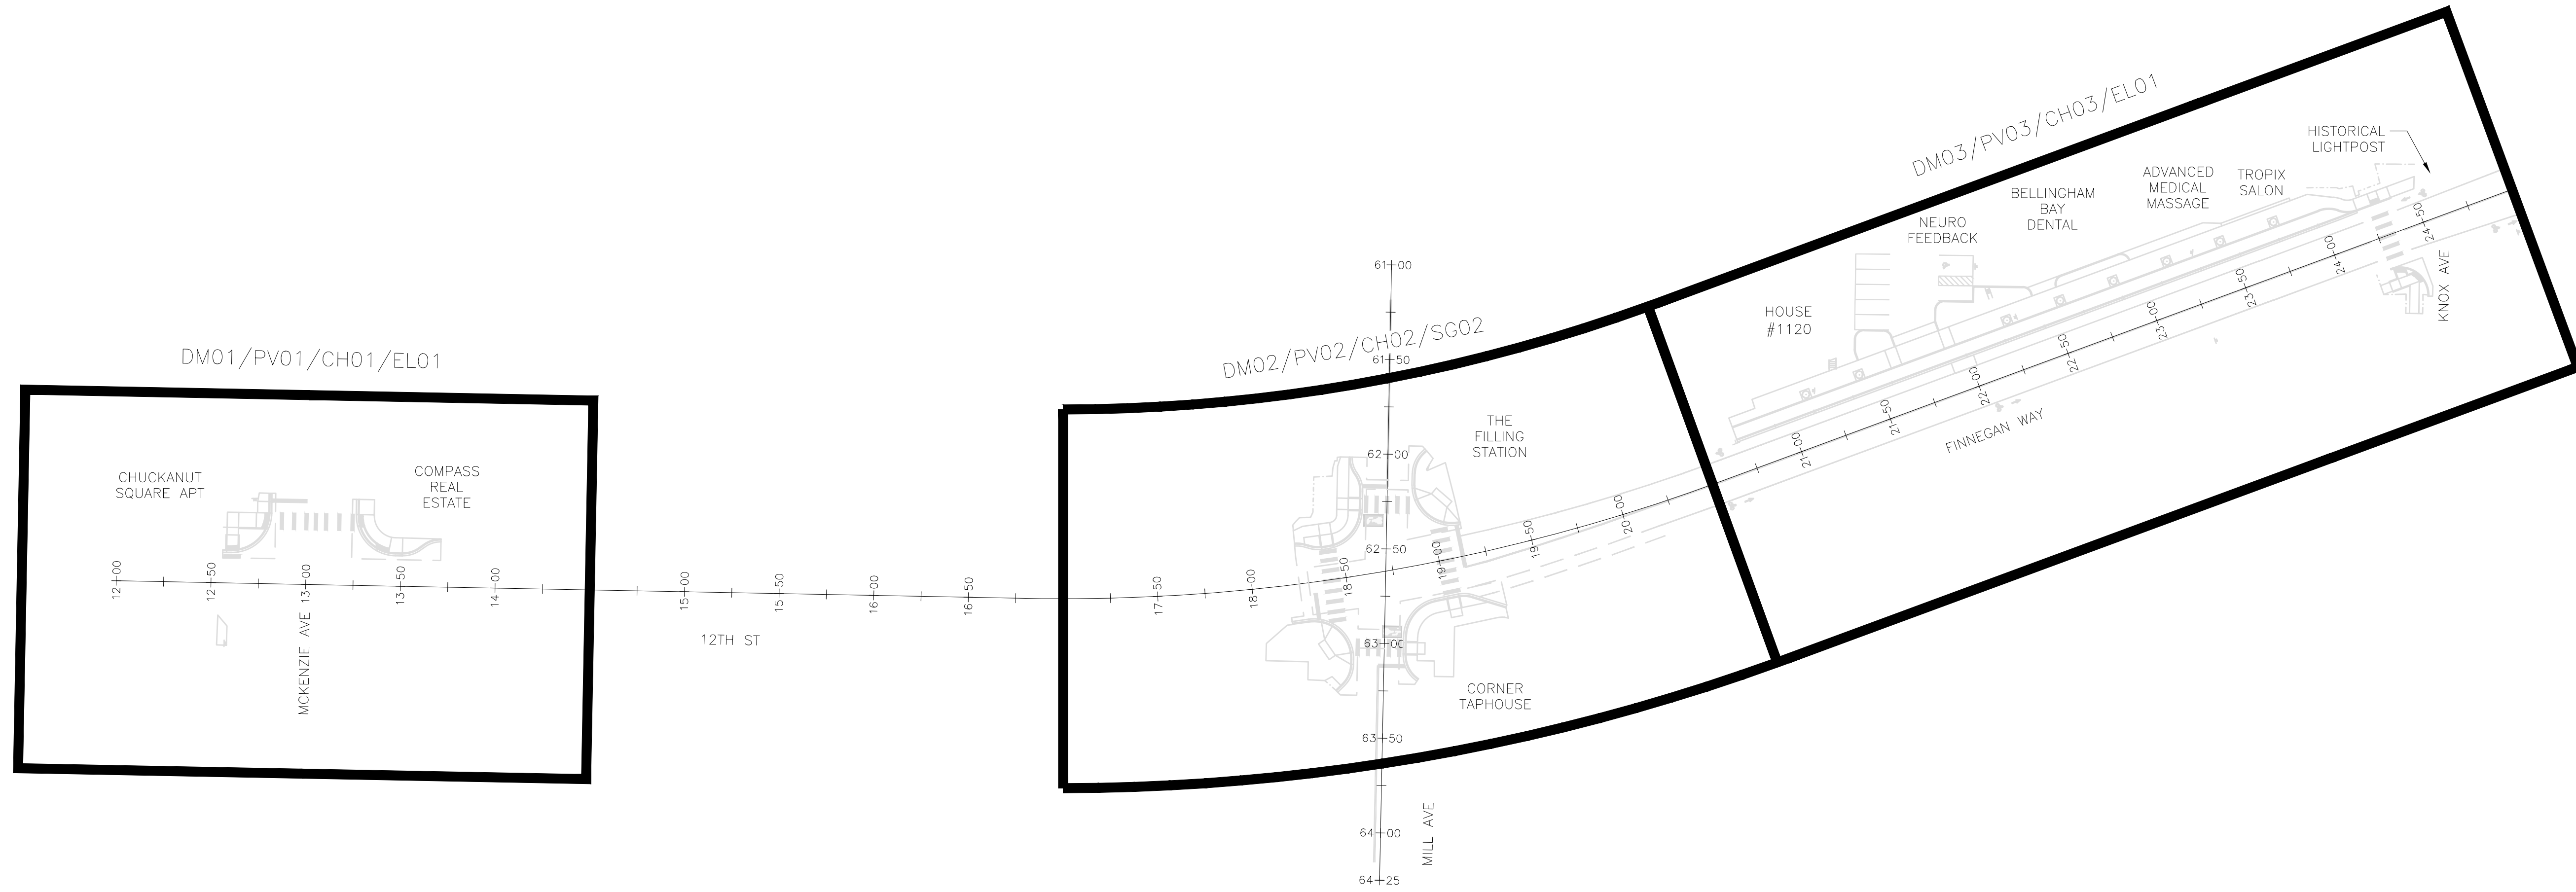 DM01/PV01/CH01/EL01
CHUCKANUT
SQUARE APT
COMPASS
REAL
ESTATE
12+00
12+50
13+00
13+50
14+00
MCKENZIE AVE
15+00
15+50
16+00
16+50
12TH ST
DM02/PV02/CH02/SG02
61+00
61+50
62+00
62+50
63+00
63+50
64+00
64+25
THE
FILLING
STATION
17+50
18+00
18+50
19+00
19+50
20+00
CORNER
TAPHOUSE
MILL AVE
DM03/PV03/CH03/EL01
HOUSE
#1120
NEURO
FEEDBACK
BELLINGHAM
BAY
DENTAL
ADVANCED
MEDICAL
MASSAGE
TROPIX
SALON
HISTORICAL
LIGHTPOST
21+00
21+50
22+00
22+50
23+00
23+50
24+00
24+50
FINNEGAN WAY
KNOX AVE